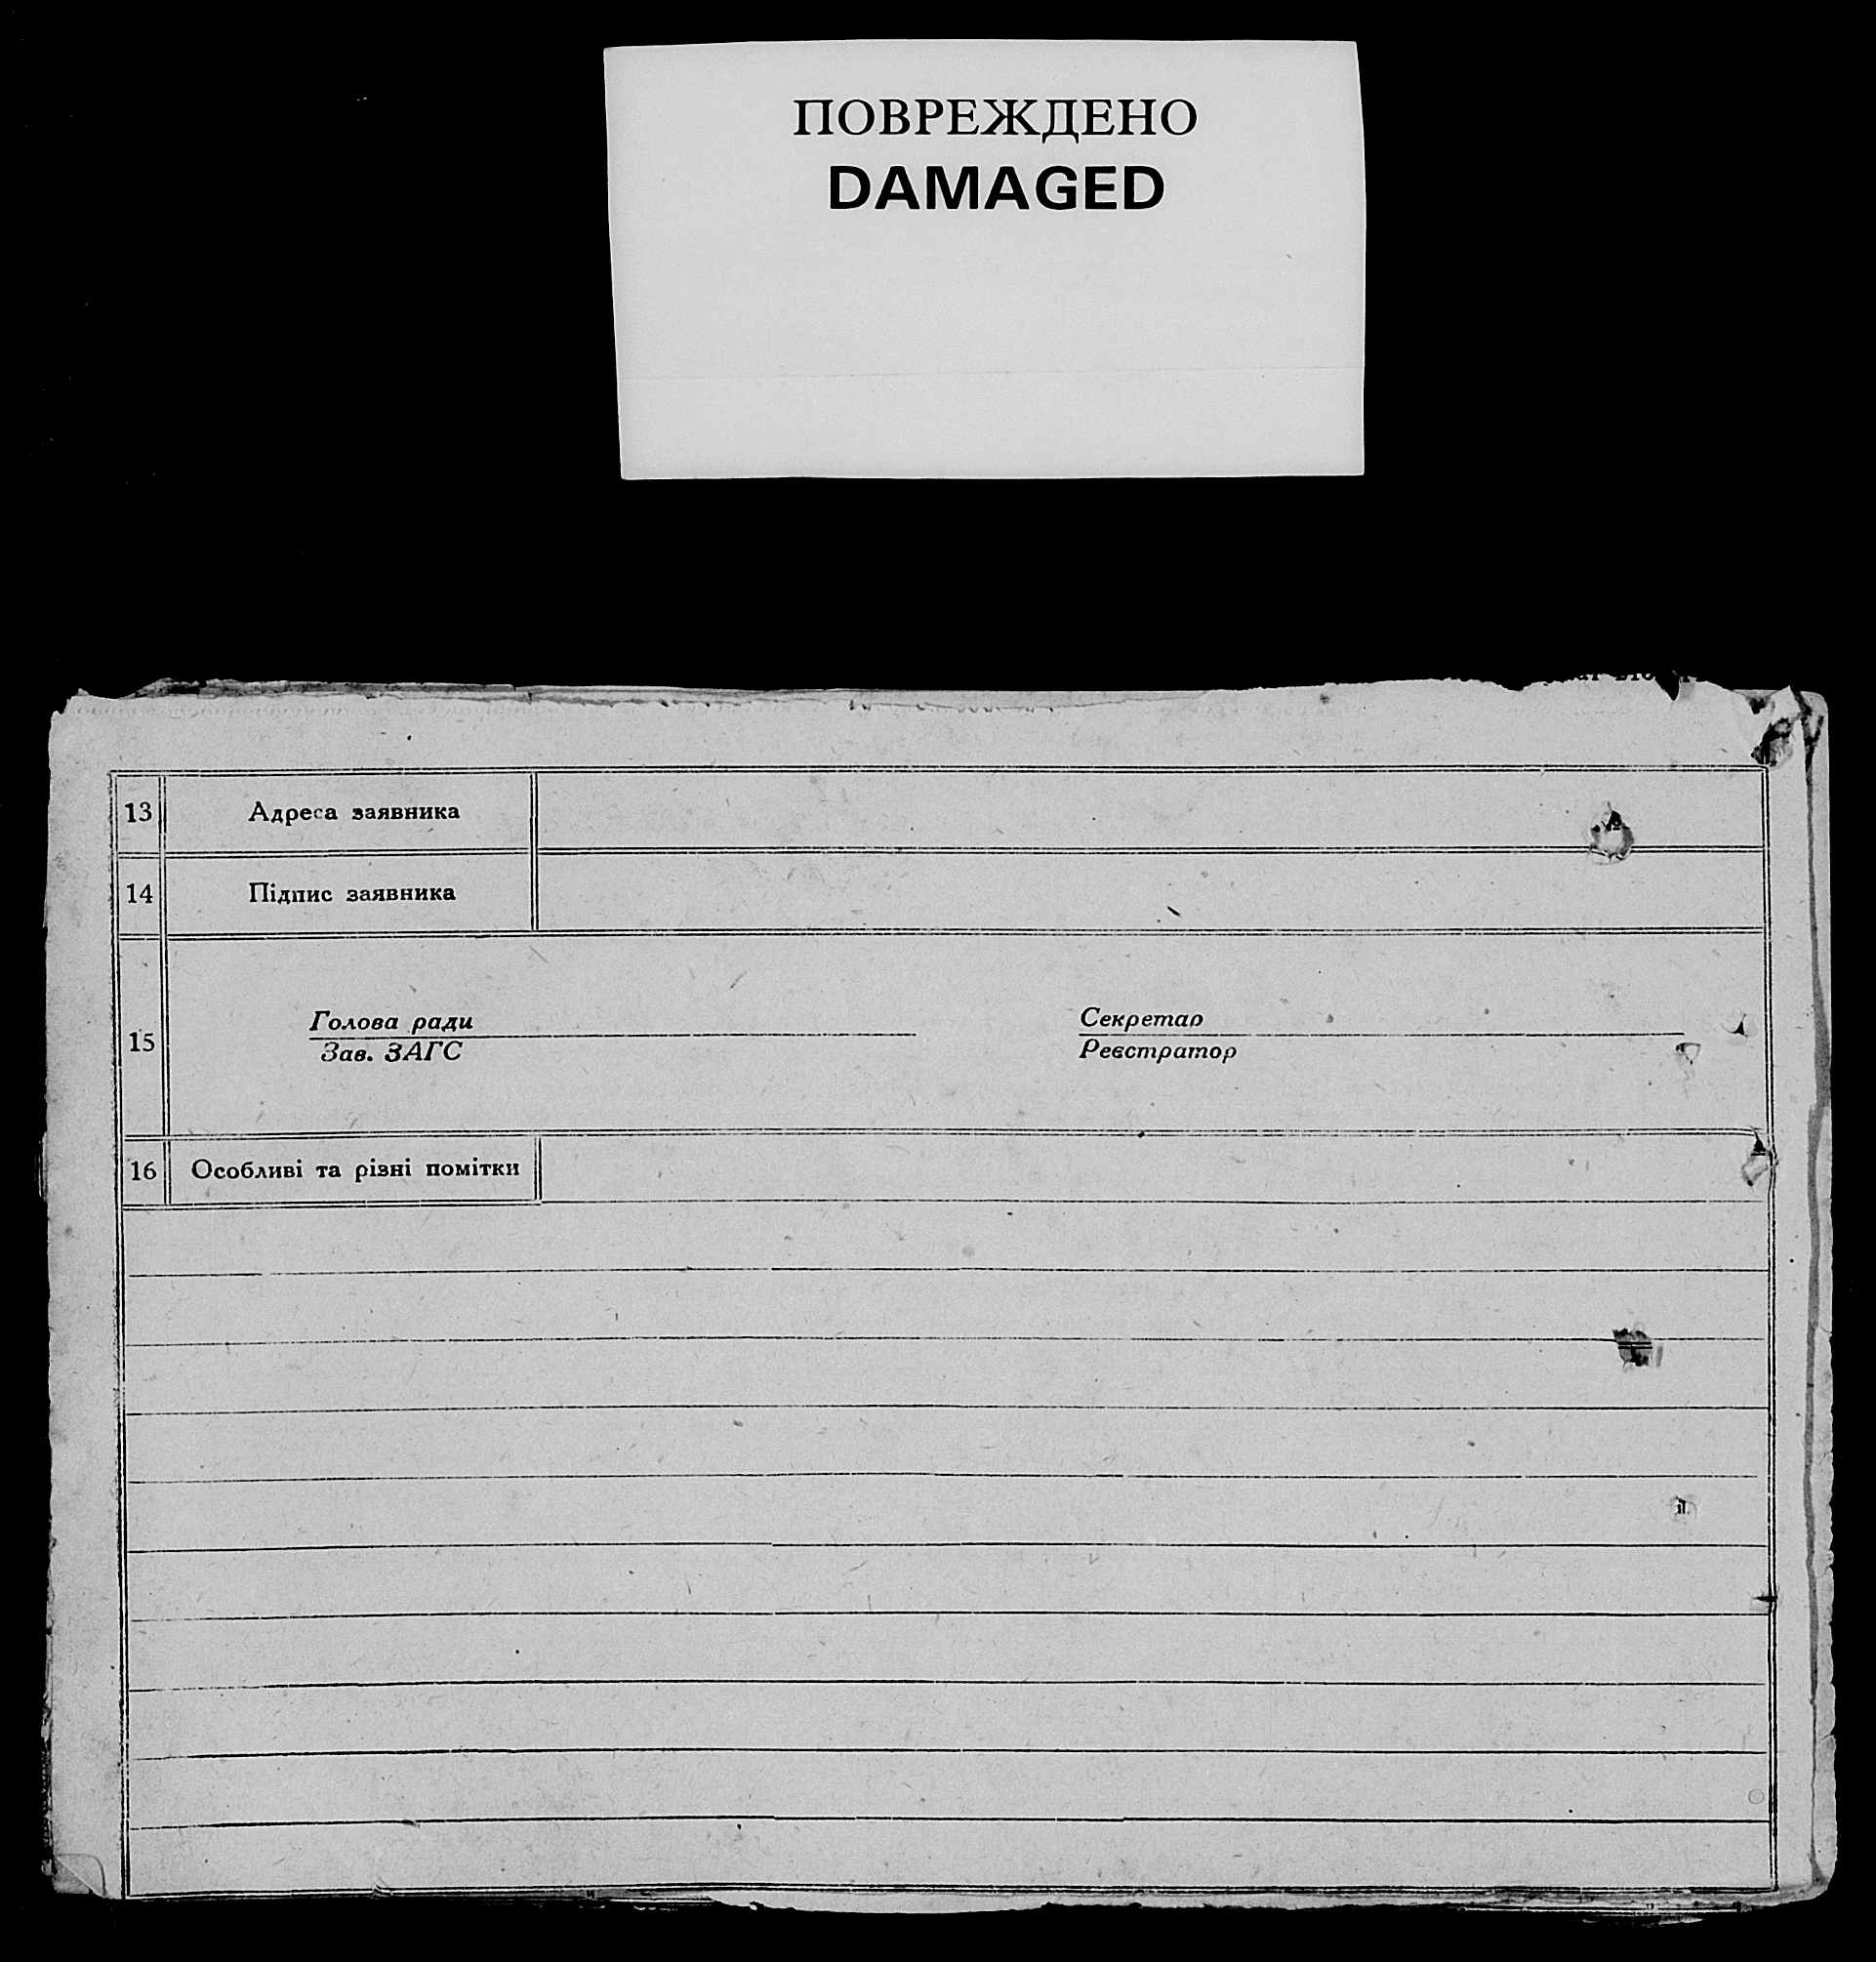 ПОВРЕЖДЕНО
DAMAGED
13 Адреса заявника
14 Підпис заявника
Голова ради Секретар
15
Зав. ЗАГС Реєстратор
16 Особливі та різні помітки